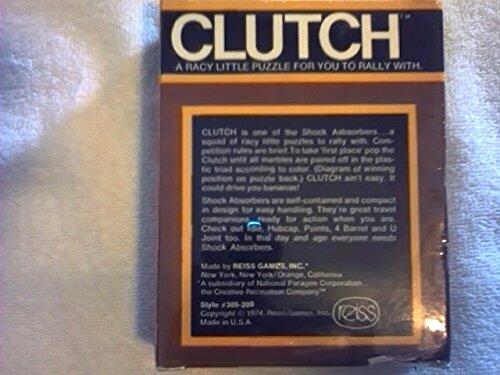 CLUTCH™
A RACY LITTLE PUZZLE FOR YOU TO RALLY WITH.
CLUTCH is one of the Shock Asbsorbers...a
squad of racy little puzzles to rally with. Com-
petition rules are brief. To take 'first place' pop the
Clutch until all marbles are paired off in the plas-
tic triad according to color. (Diagram of winning
position on puzzle back.) CLUTCH ain't easy. It
could drive you bananas!
Shock Absorbers are self-contained and compact
in design for easy handling. They're great travel
companions ready for action when you are.
Check out Idle, Hubcap, Points, 4 Barrel and U
Joint too. In this day and age everyone needs
Shock Absorbers.
Made by REISS GAMES, INC.*
New York, New York/Orange, California
*A subsidiary of National Paragon Corporation...
the Creative Recreation Company™
Style #305-200
Copyright © 1974, Reiss Games, Inc.
Made in U.S.A.
reiss